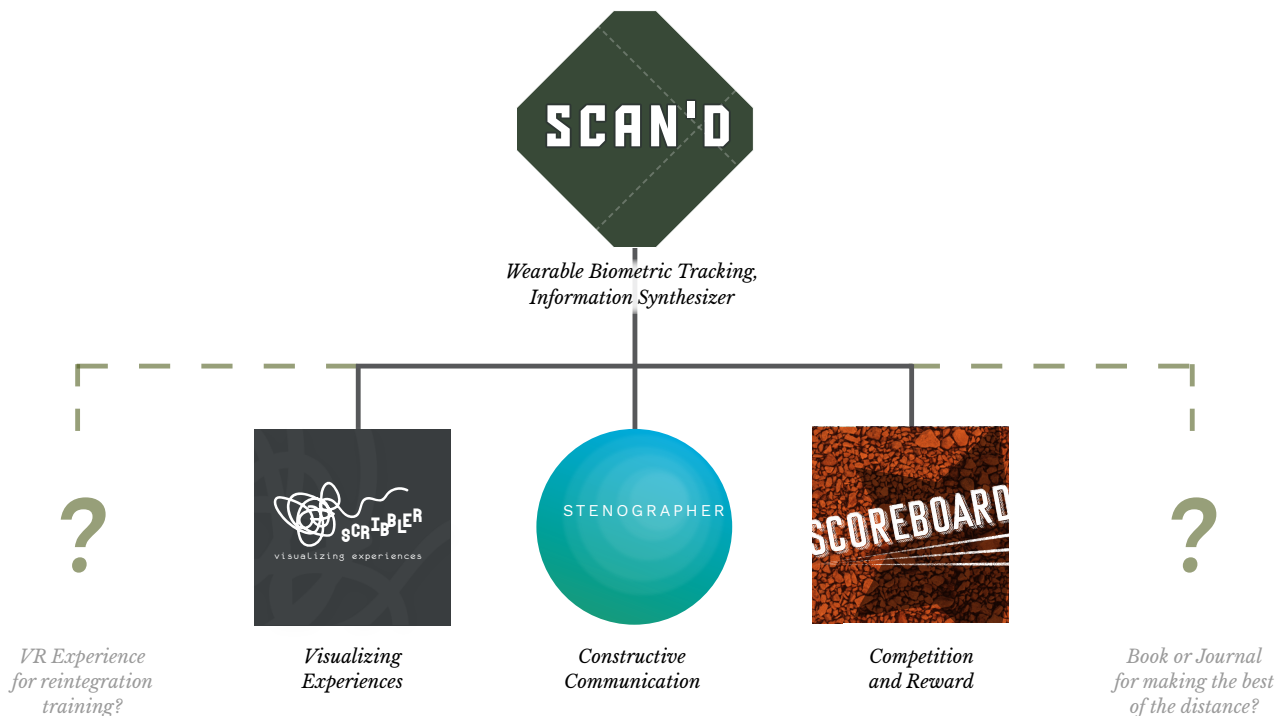 SCAN'D
Wearable Biometric Tracking,
Information Synthesizer
?
SCRIBBLER
visualizing experiences
STENOGRAPHER
SCOREBOARD
?
VR Experience
for reintegration
training?
Visualizing
Experiences
Constructive
Communication
Competition
and Reward
Book or Journal
for making the best
of the distance?